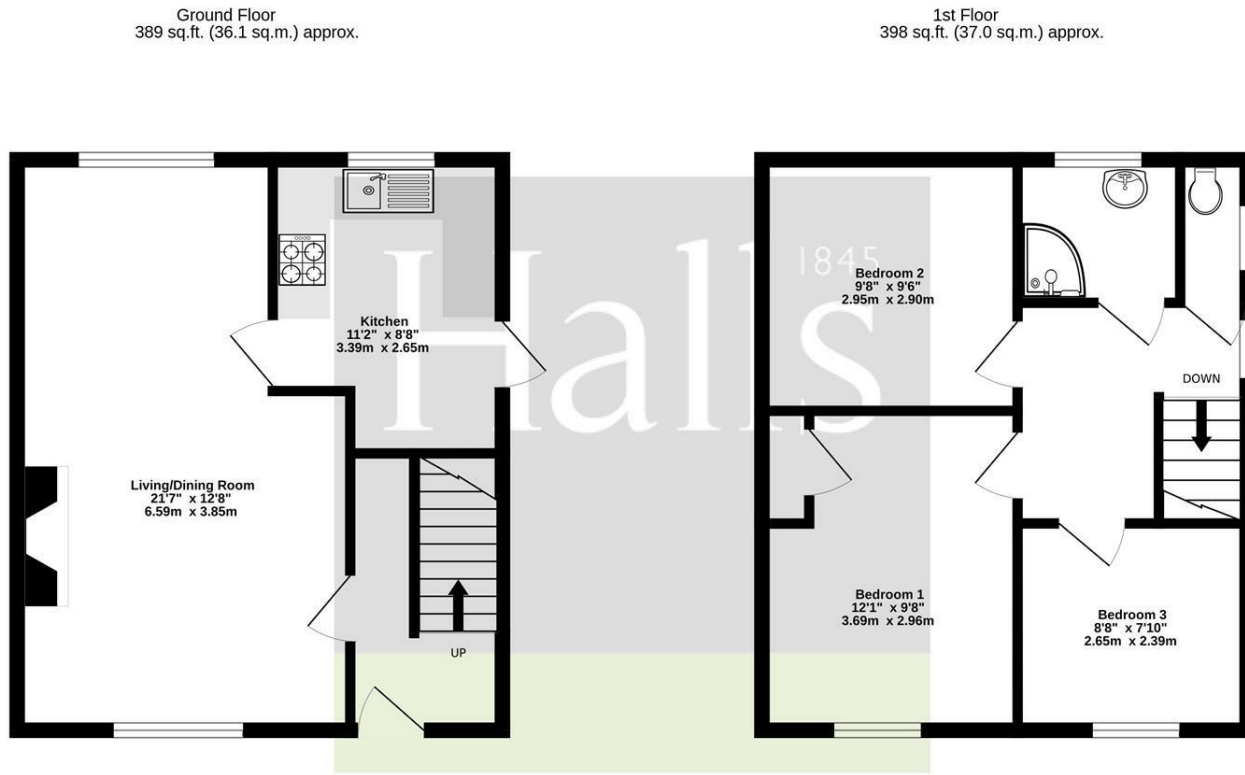 Ground Floor
389 sq.ft. (36.1 sq.m.) approx.
1st Floor
398 sq.ft. (37.0 sq.m.) approx.
Halls
1845
Kitchen
11'2" x 8'8"
3.39m x 2.65m
Living/Dining Room
21'7" x 12'8"
6.59m x 3.85m
UP
Bedroom 2
9'8" x 9'6"
2.95m x 2.90m
DOWN
Bedroom 1
12'1" x 9'8"
3.69m x 2.96m
Bedroom 3
8'8" x 7'10"
2.65m x 2.39m